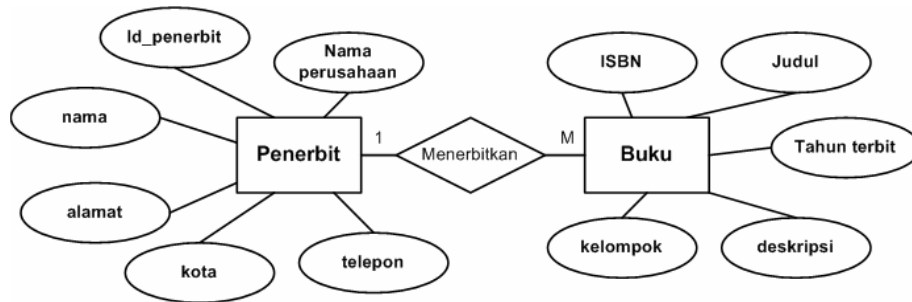 Id_penerbit
Nama
perusahaan
ISBN
Judul
nama
1
M
Penerbit
Menerbitkan
Buku
Tahun terbit
alamat
kota
telepon
kelompok
deskripsi